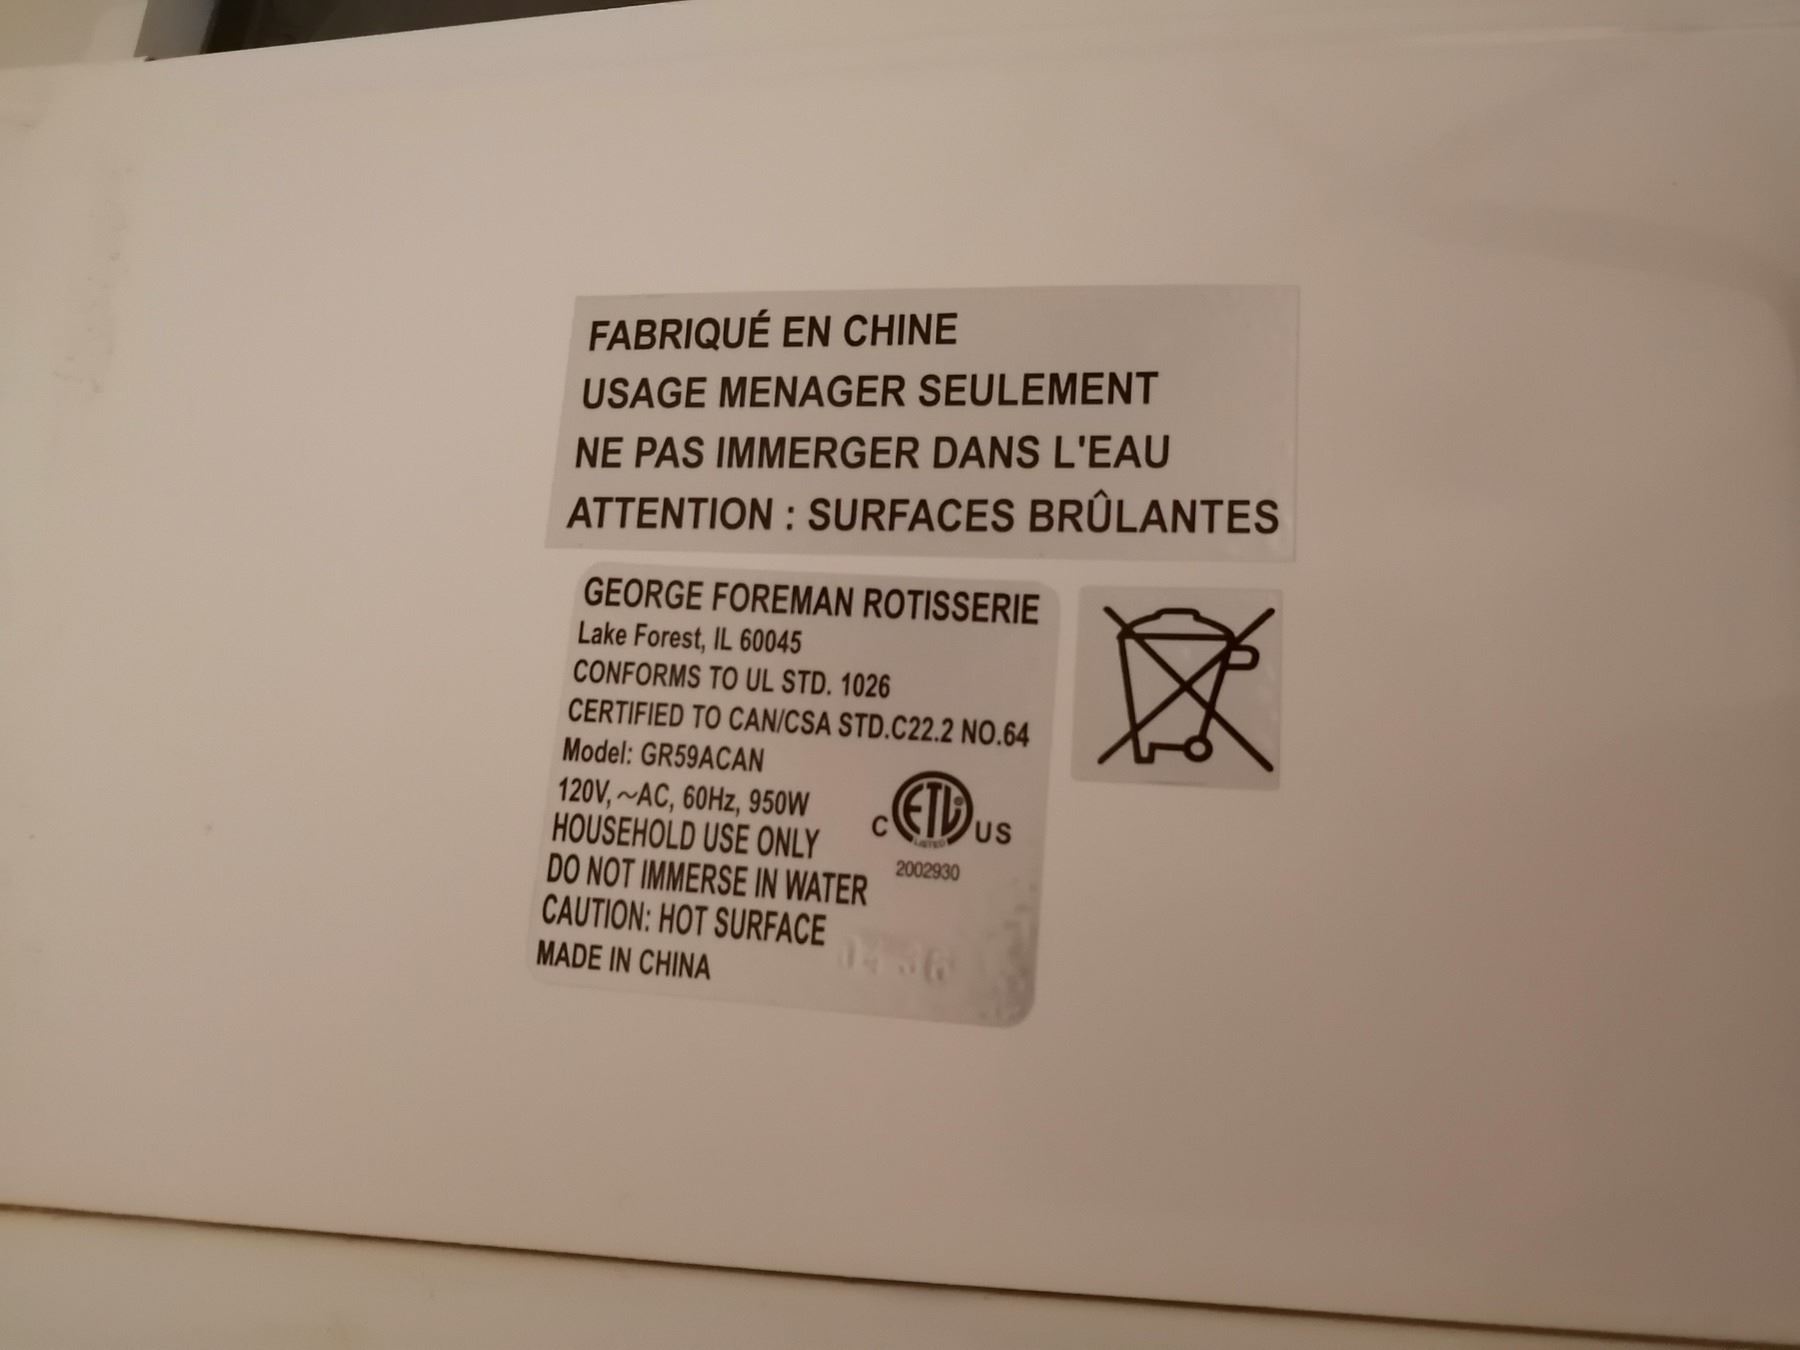 FABRIQUÉ EN CHINE
USAGE MENAGER SEULEMENT
NE PAS IMMERGER DANS L'EAU
ATTENTION : SURFACES BRÛLANTES
GEORGE FOREMAN ROTISSERIE
Lake Forest, IL 60045
CONFORMS TO UL STD. 1026
CERTIFIED TO CAN/CSA STD.C22.2 NO.64
Model: GR59ACAN
120V, ~AC, 60Hz, 950W
HOUSEHOLD USE ONLY
DO NOT IMMERSE IN WATER
CAUTION: HOT SURFACE
MADE IN CHINA
C ETL US
LISTED
2002930